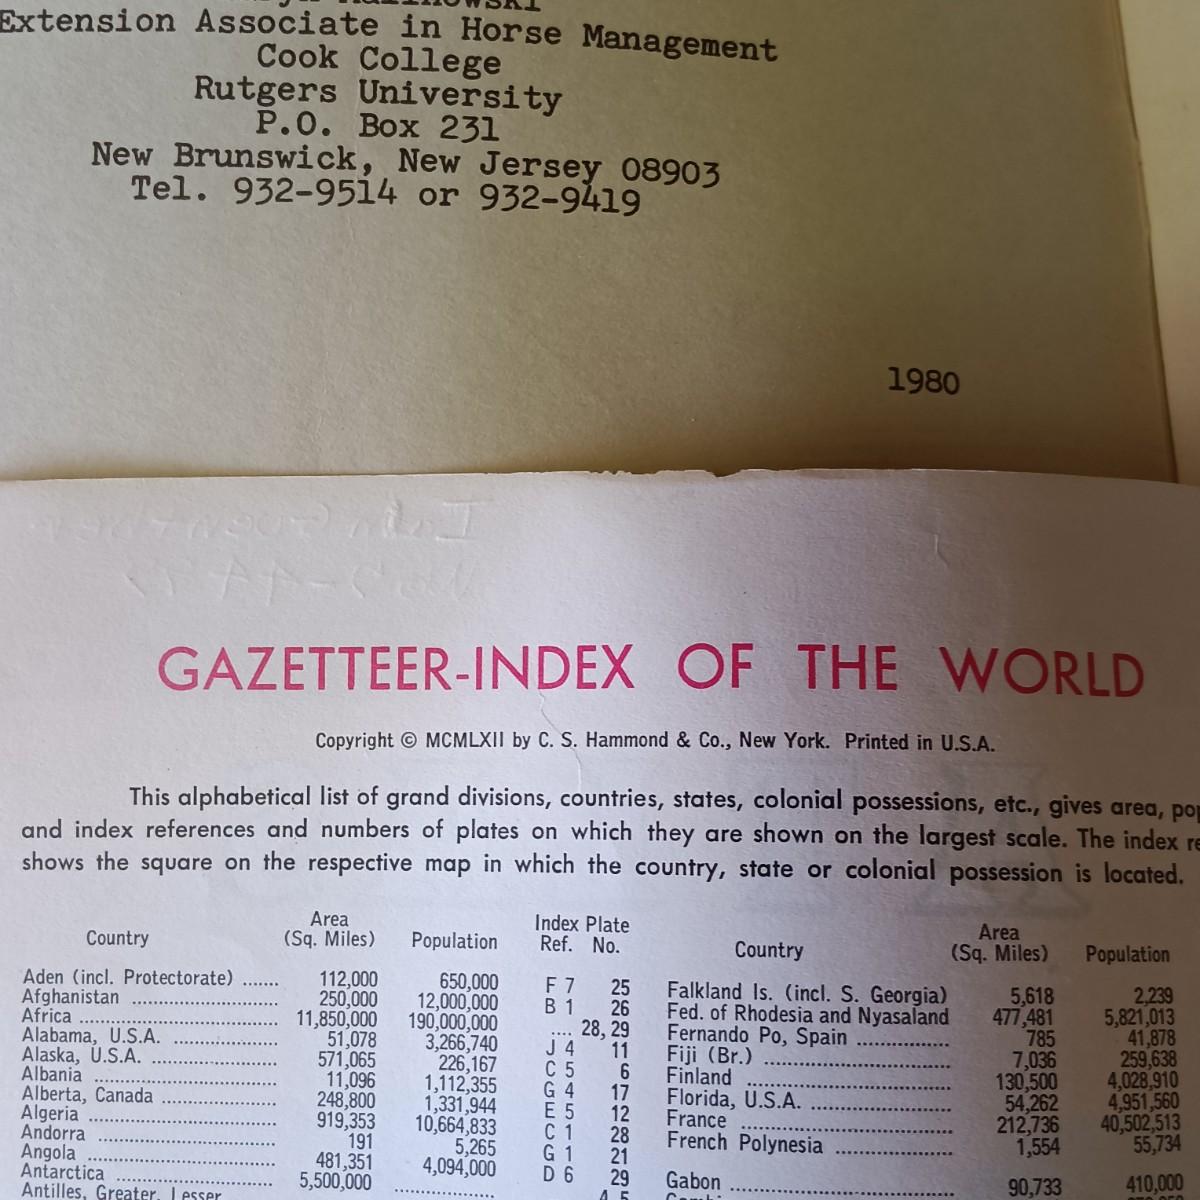 Extension Associate in Horse Management
Cook College
Rutgers University
P.O. Box 231
New Brunswick, New Jersey 08903
Tel. 932-9514 or 932-9419
1980
GAZETTEER-INDEX OF THE WORLD
Copyright © MCMLXII by C. S. Hammond & Co., New York. Printed in U.S.A.
This alphabetical list of grand divisions, countries, states, colonial possessions, etc., gives area,
and index references and numbers of plates on which they are shown on the largest scale. The index
shows the square on the respective map in which the country, state or colonial possession is located.
Country Area (Sq. Miles) Population Index Ref. Plate No.
Aden (incl. Protectorate) ....... 112,000 650,000 F 7 25
Afghanistan ........ 250,000 12,000,000 B 1 26
Africa ........ 11,850,000 190,000,000 .... 28, 29
Alabama, U.S.A. ........ 51,078 3,266,740 J 4 11
Alaska, U.S.A. ........ 571,065 226,167 C 5 6
Albania ........ 11,096 1,112,355 G 4 17
Alberta, Canada ........ 248,800 1,331,944 E 5 12
Algeria ........ 919,353 10,664,833 C 1 28
Andorra ........ 191 5,265 G 1 21
Angola ........ 481,351 4,094,000 D 6 29
Antarctica ........ 5,500,000 ........
Antilles, Greater, Lesser
Country Area (Sq. Miles) Population
Falkland Is. (incl. S. Georgia) 5,618 2,239
Fed. of Rhodesia and Nyasaland 477,481 5,821,013
Fernando Po, Spain ........ 785 41,878
Fiji (Br.) ........ 7,036 259,638
Finland ........ 130,500 4,028,910
Florida, U.S.A. ........ 54,262 4,951,560
France ........ 212,736 40,502,513
French Polynesia ........ 1,554 55,734
Gabon ........ 90,733 410,000